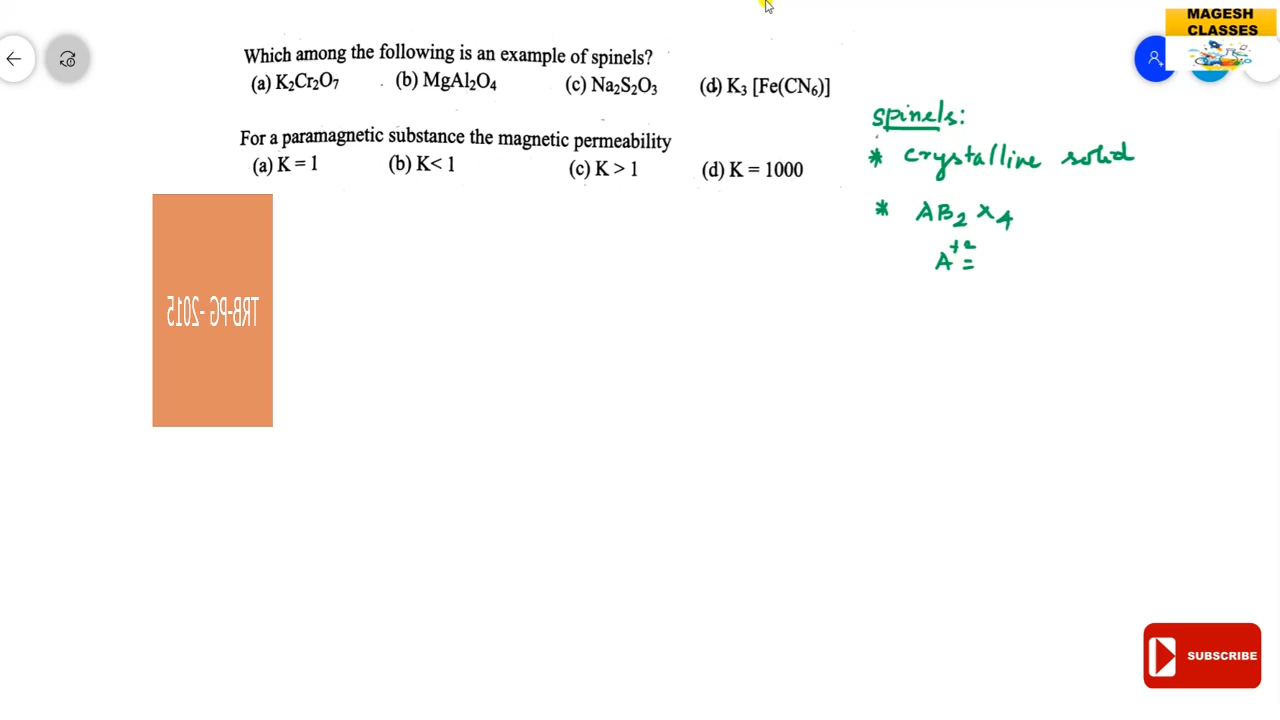 MAGESH
CLASSES
Which among the following is an example of spinels?
(a) K₂Cr₂O₇ (b) MgAl₂O₄ (c) Na₂S₂O₃ (d) K₃ [Fe(CN₆)]
For a paramagnetic substance the magnetic permeability
(a) K = 1 (b) K< 1 (c) K > 1 (d) K = 1000
spinels:
* crystalline solid
* AB₂ X₄
A⁺² =
TRB-PG -2015
SUBSCRIBE